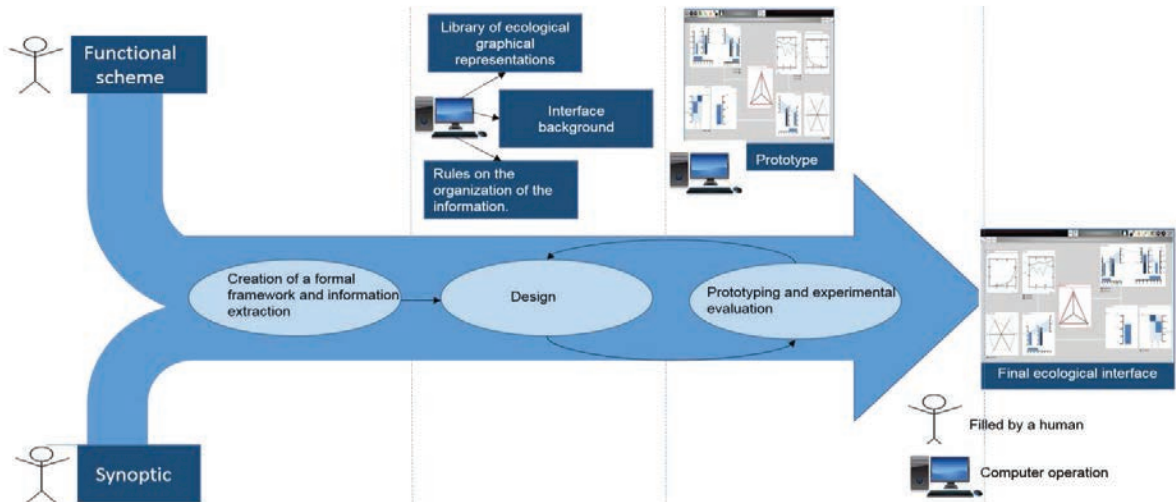 Functional
scheme
Library of ecological
graphical
representations
Interface
background
Rules on the
organization of the
information.
Prototype
Creation of a formal
framework and information
extraction
Design
Prototyping and experimental
evaluation
Final ecological interface
Synoptic
Filled by a human
Computer operation